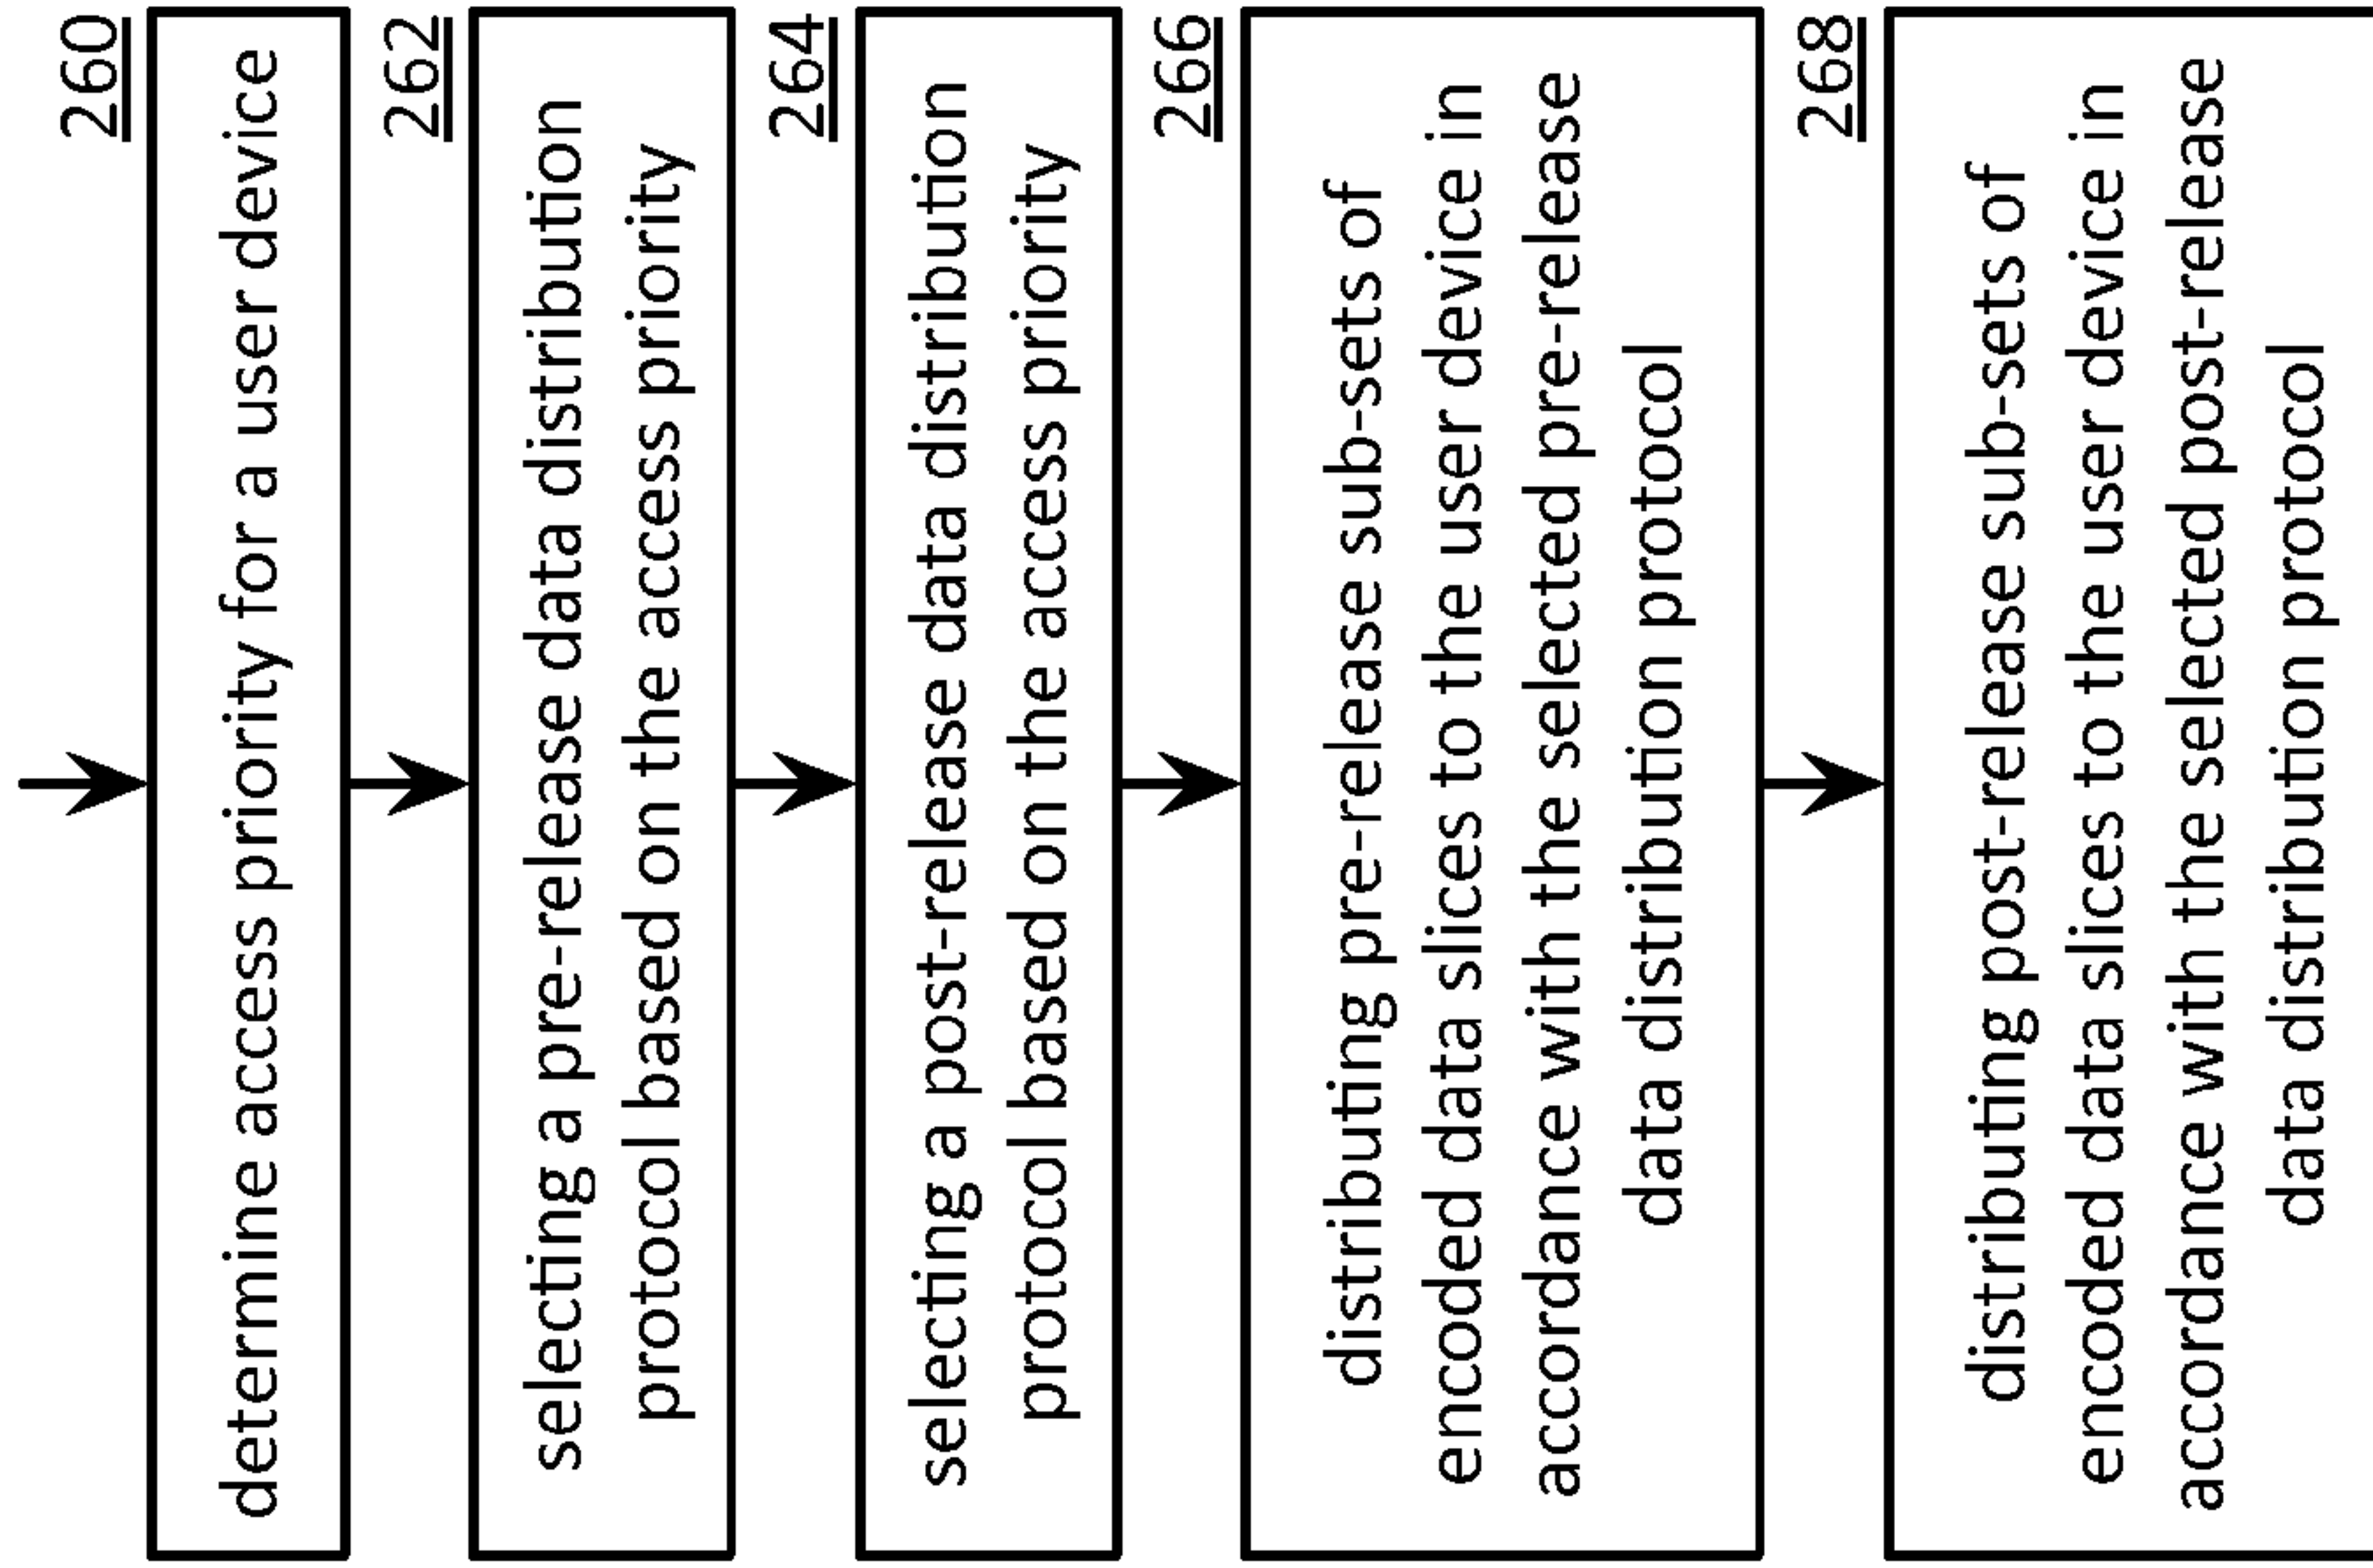 260
determine access priority for a user device
262
selecting a pre-release data distribution
protocol based on the access priority
264
selecting a post-release data distribution
protocol based on the access priority
266
distributing pre-release sub-sets of
encoded data slices to the user device in
accordance with the selected pre-release
data distribution protocol
268
distributing post-release sub-sets of
encoded data slices to the user device in
accordance with the selected post-release
data distribution protocol